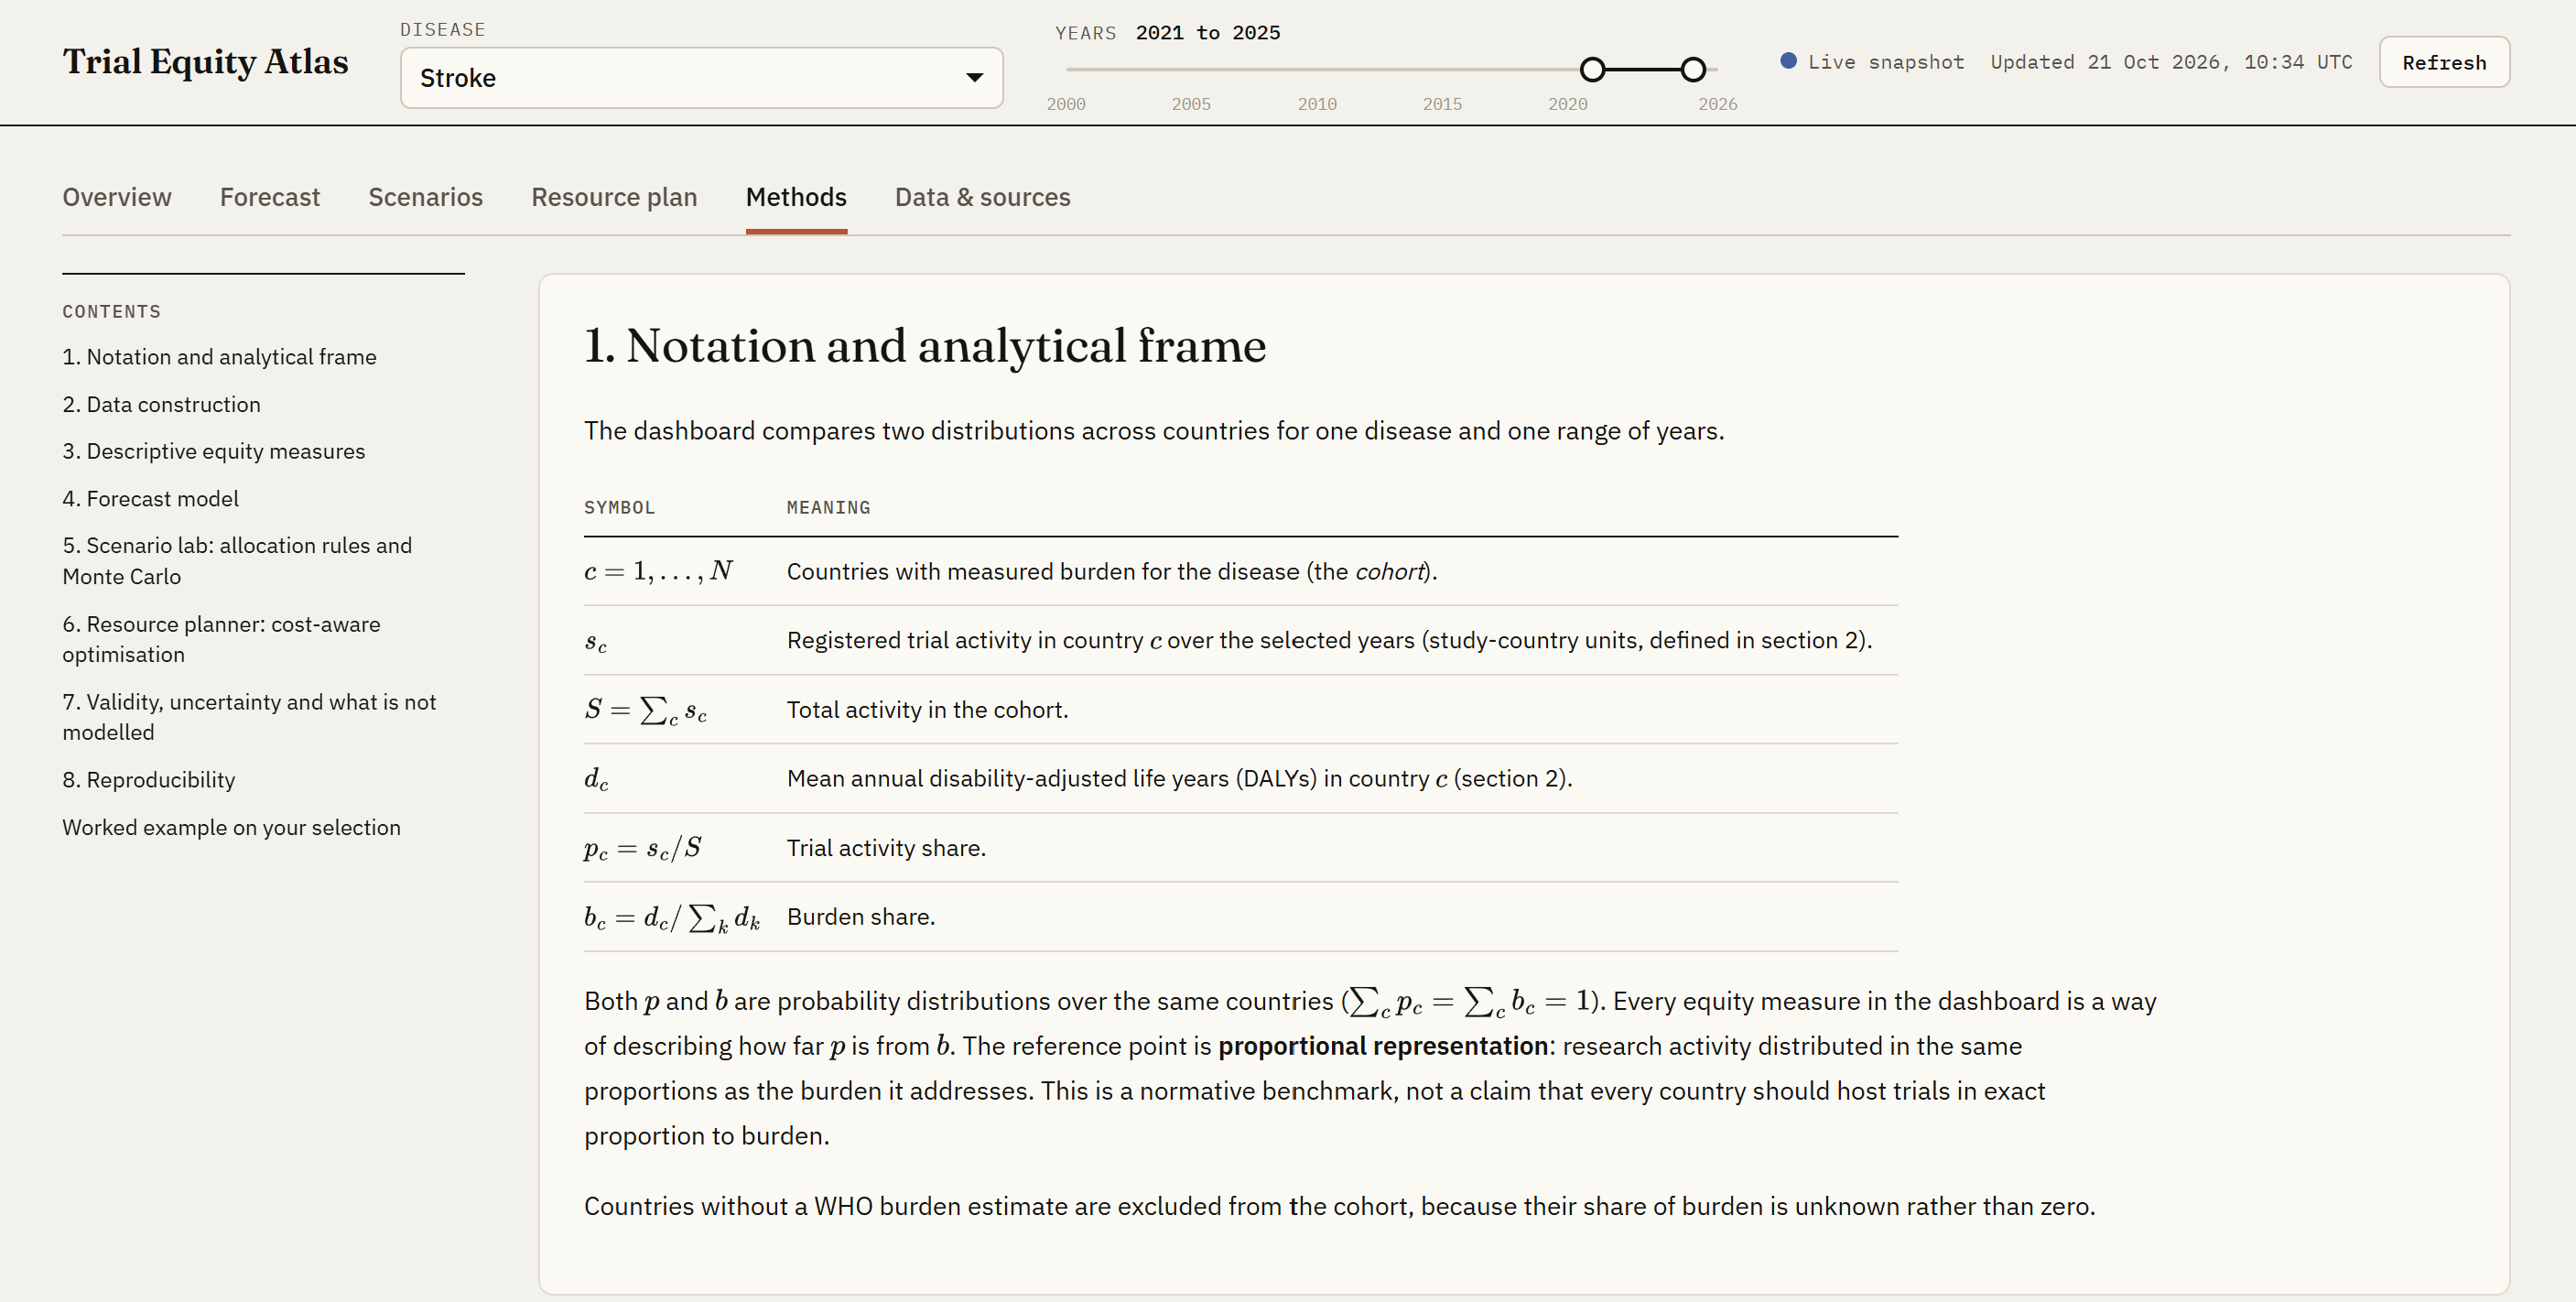 Trial Equity Atlas
DISEASE
Stroke
YEARS 2021 to 2025
2000 2005 2010 2015 2020 2026
Live snapshot Updated 21 Oct 2026, 10:34 UTC
Refresh
Overview Forecast Scenarios Resource plan Methods Data & sources
CONTENTS
1. Notation and analytical frame
2. Data construction
3. Descriptive equity measures
4. Forecast model
5. Scenario lab: allocation rules and
Monte Carlo
6. Resource planner: cost-aware
optimisation
7. Validity, uncertainty and what is not
modelled
8. Reproducibility
Worked example on your selection
1. Notation and analytical frame
The dashboard compares two distributions across countries for one disease and one range of years.
SYMBOL MEANING
c = 1, . . . , N Countries with measured burden for the disease (the cohort).
s_c Registered trial activity in country c over the selected years (study-country units, defined in section 2).
S = ∑_c s_c Total activity in the cohort.
d_c Mean annual disability-adjusted life years (DALYs) in country c (section 2).
p_c = s_c/S Trial activity share.
b_c = d_c/ ∑_k d_k Burden share.
Both p and b are probability distributions over the same countries (∑_c p_c = ∑_c b_c = 1). Every equity measure in the dashboard is a way
of describing how far p is from b. The reference point is proportional representation: research activity distributed in the same
proportions as the burden it addresses. This is a normative benchmark, not a claim that every country should host trials in exact
proportion to burden.
Countries without a WHO burden estimate are excluded from the cohort, because their share of burden is unknown rather than zero.